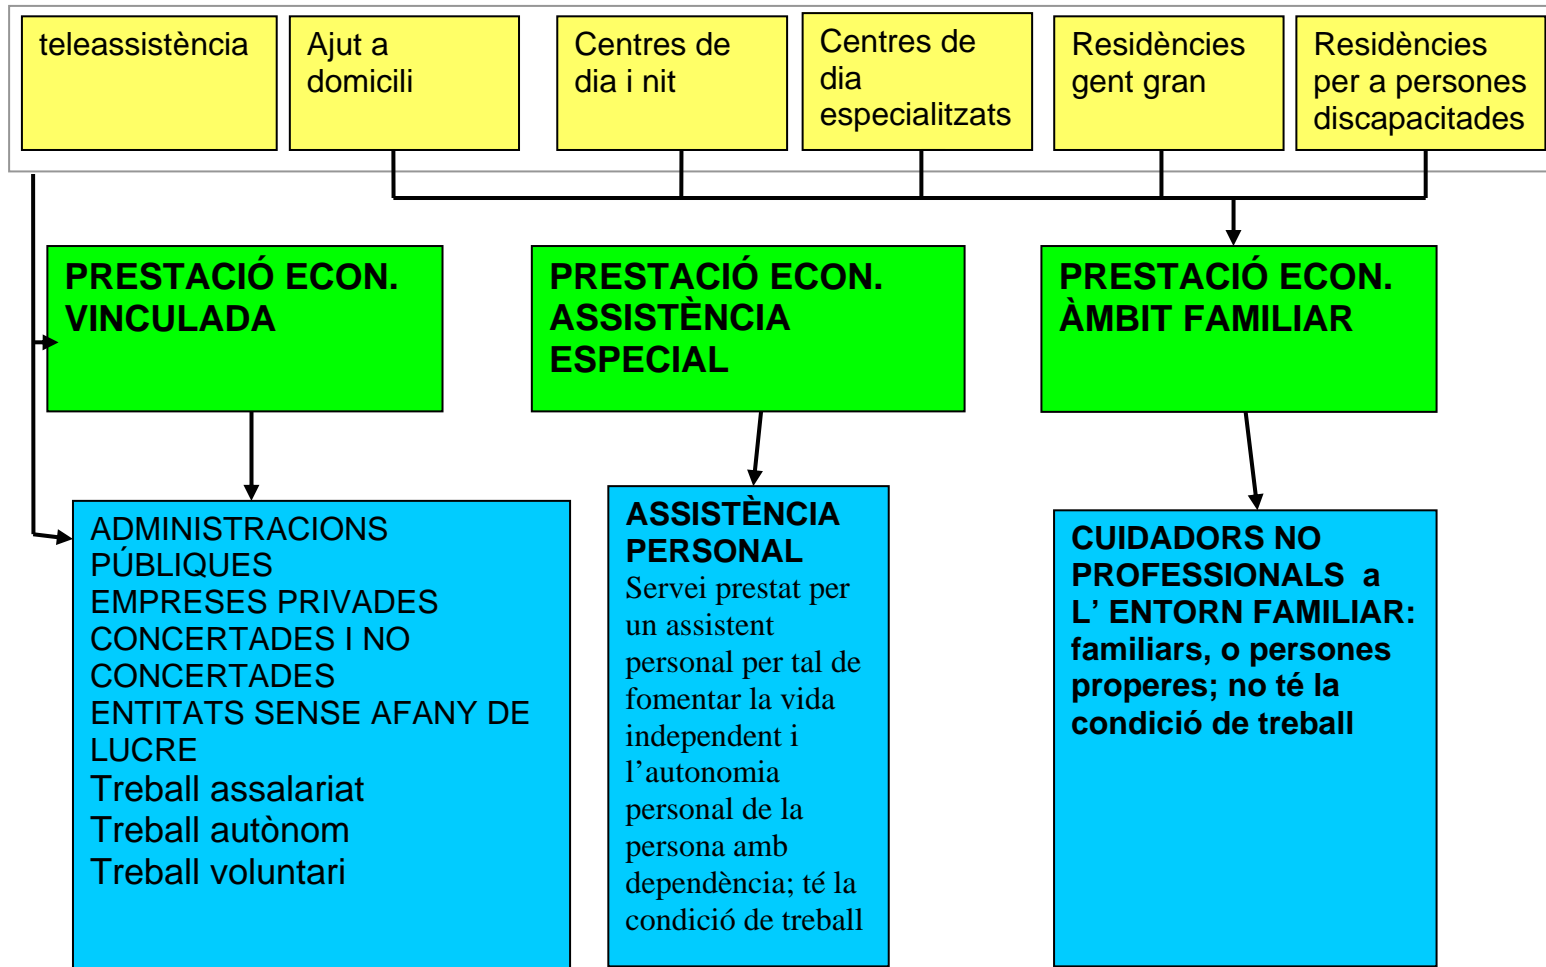 teleassistència
Ajut a
domicili
Centres de
dia i nit
Centres de
dia
especialitzats
Residències
gent gran
Residències
per a persones
discapacitades
PRESTACIÓ ECON.
VINCULADA
PRESTACIÓ ECON.
ASSISTÈNCIA
ESPECIAL
PRESTACIÓ ECON.
ÀMBIT FAMILIAR
ADMINISTRACIONS
PÚBLIQUES
EMPRESES PRIVADES
CONCERTADES I NO
CONCERTADES
ENTITATS SENSE AFANY DE
LUCRE
Treball assalariat
Treball autònom
Treball voluntari
ASSISTÈNCIA
PERSONAL
Servei prestat per
un assistent
personal per tal de
fomentar la vida
independent i
l’autonomia
personal de la
persona amb
dependència; té la
condició de treball
CUIDADORS NO
PROFESSIONALS a
L’ ENTORN FAMILIAR:
familiars, o persones
properes; no té la
condició de treball